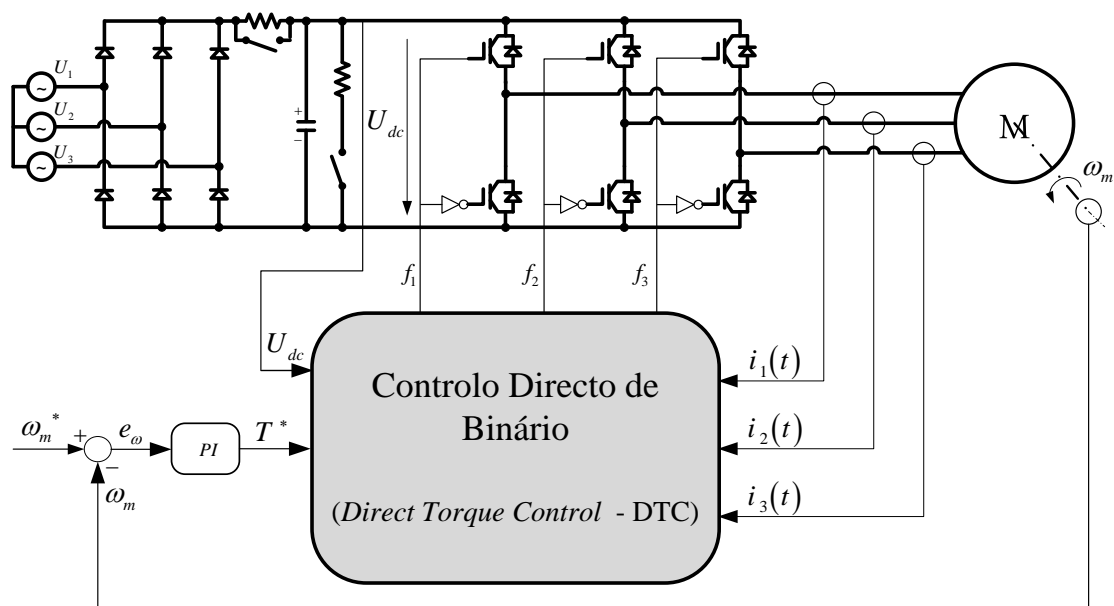 U1
U2
U3
+
−
Udc
M
ωm
f1
f2
f3
Udc
Controlo Directo de
Binário
(Direct Torque Control - DTC)
i1(t)
i2(t)
i3(t)
ωm*
+
−
eω
PI
T*
ωm